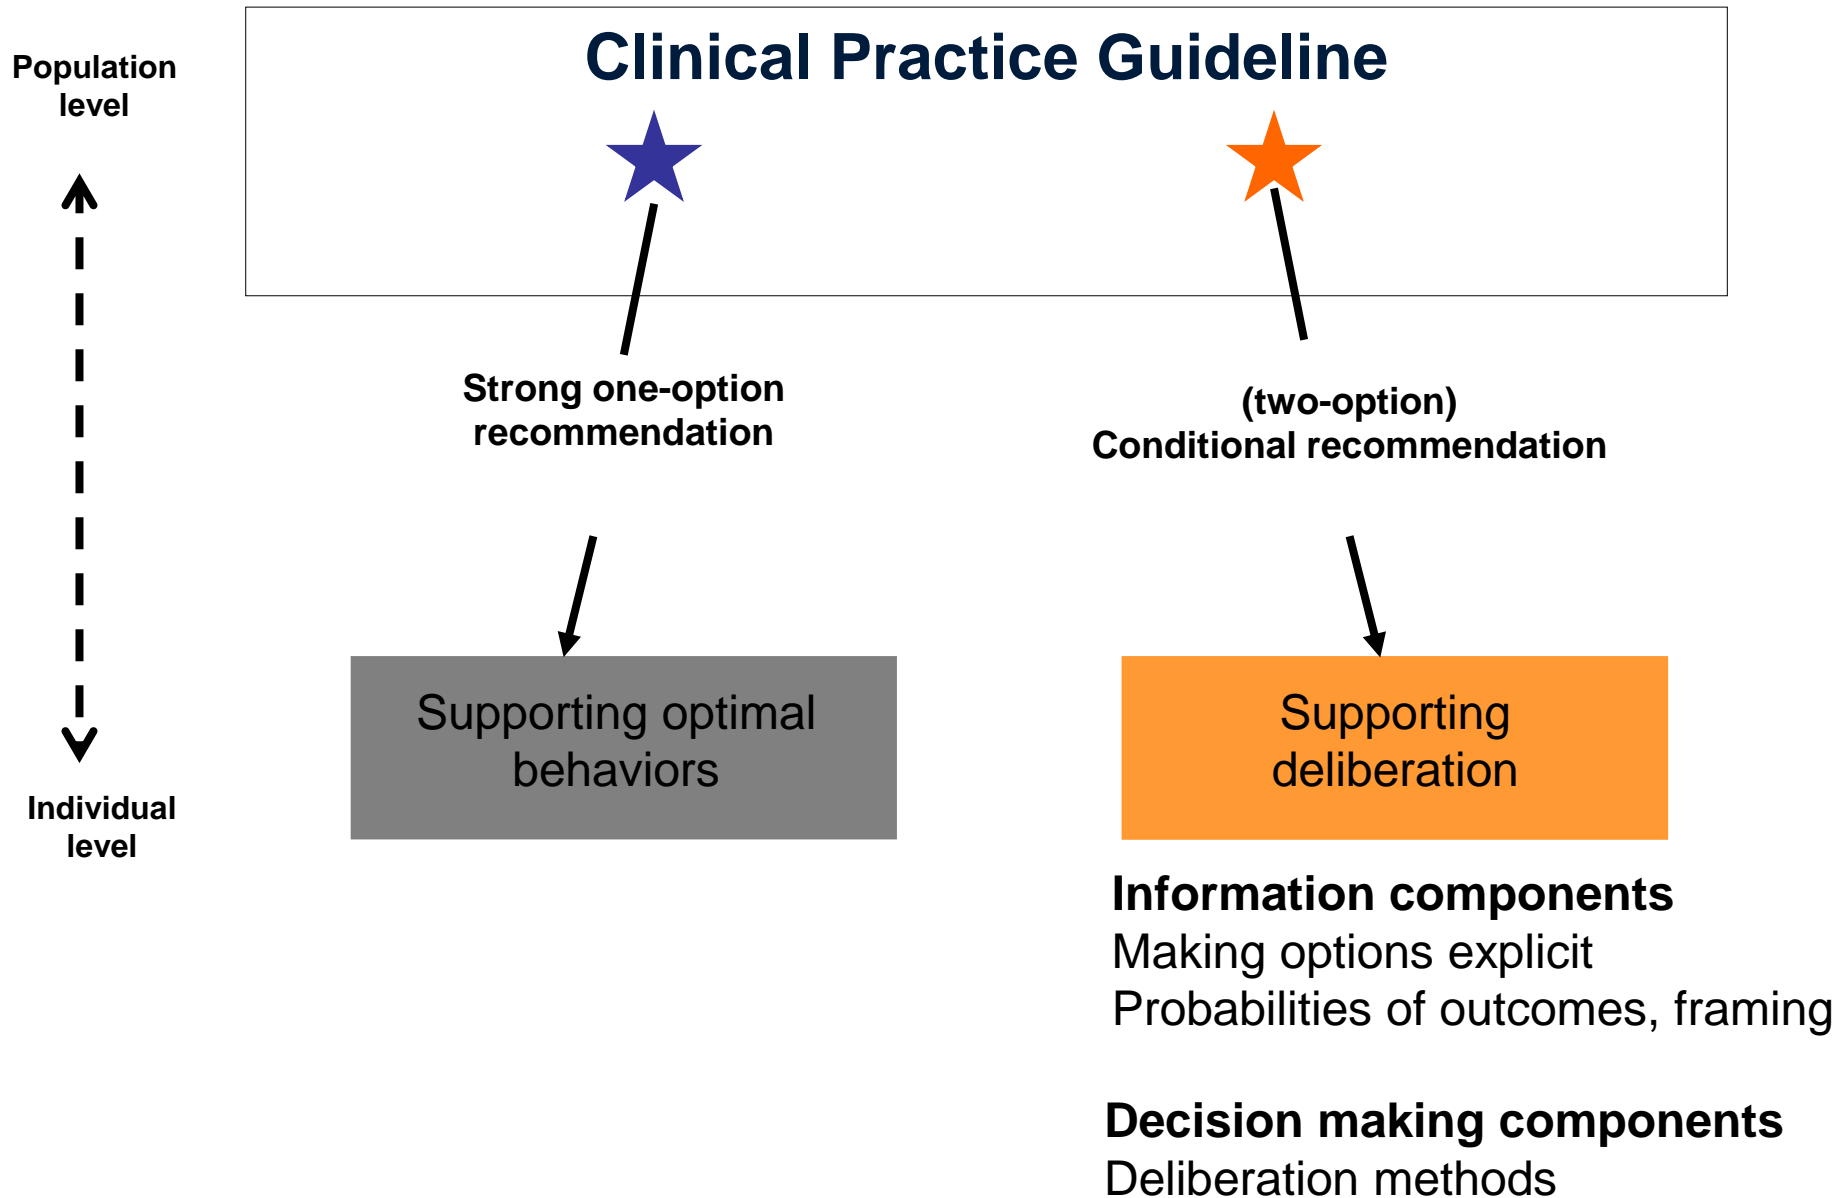 Clinical Practice Guideline
Population
level
Strong one-option
recommendation
(two-option)
Conditional recommendation
Supporting optimal
behaviors
Supporting
deliberation
Individual
level
Information components
Making options explicit
Probabilities of outcomes, framing
Decision making components
Deliberation methods